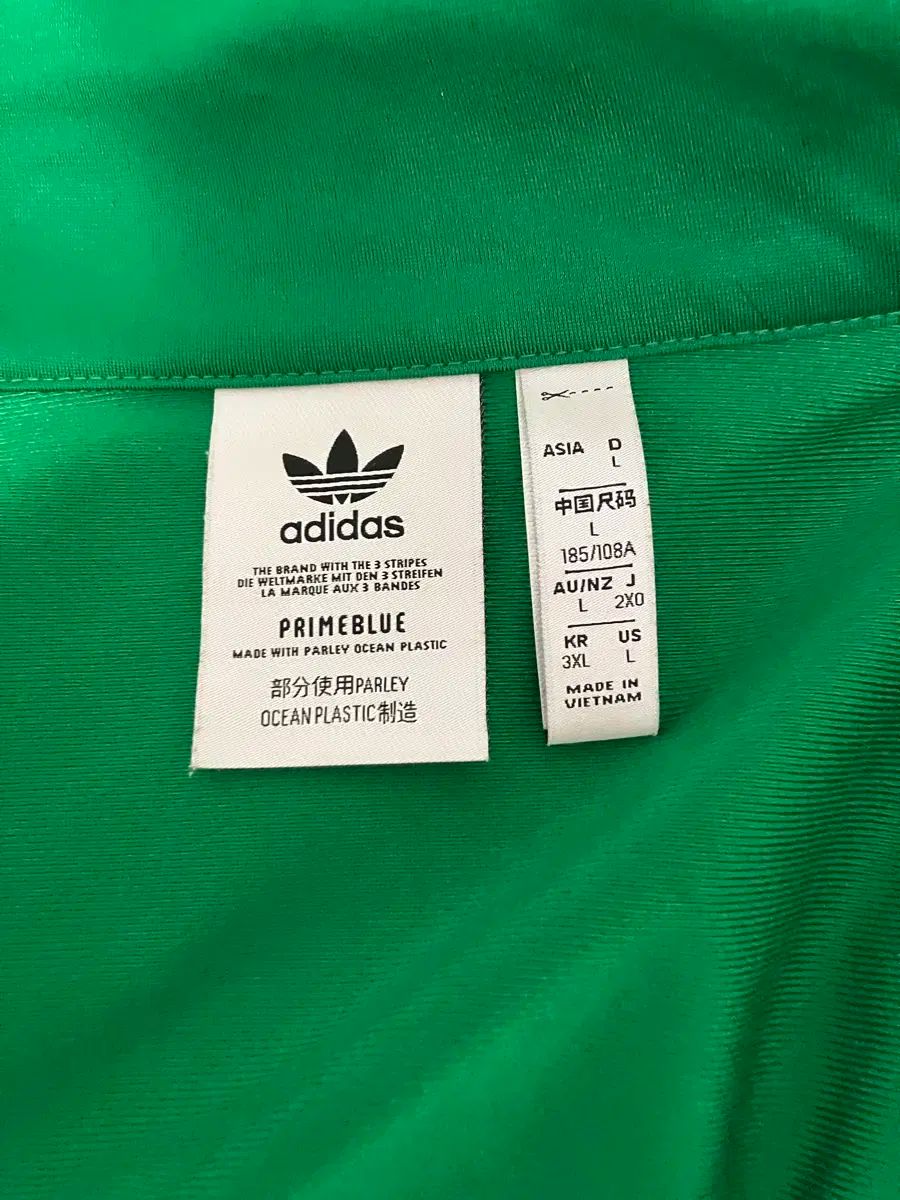 adidas
THE BRAND WITH THE 3 STRIPES
DIE WELTMARKE MIT DEN 3 STREIFEN
LA MARQUE AUX 3 BANDES
PRIMEBLUE
MADE WITH PARLEY OCEAN PLASTIC
部分使用PARLEY
OCEAN PLASTIC制造
ASIA D
L
中国尺码
L
185/108A
AU/NZ J
L 2XO
KR US
3XL L
MADE IN
VIETNAM